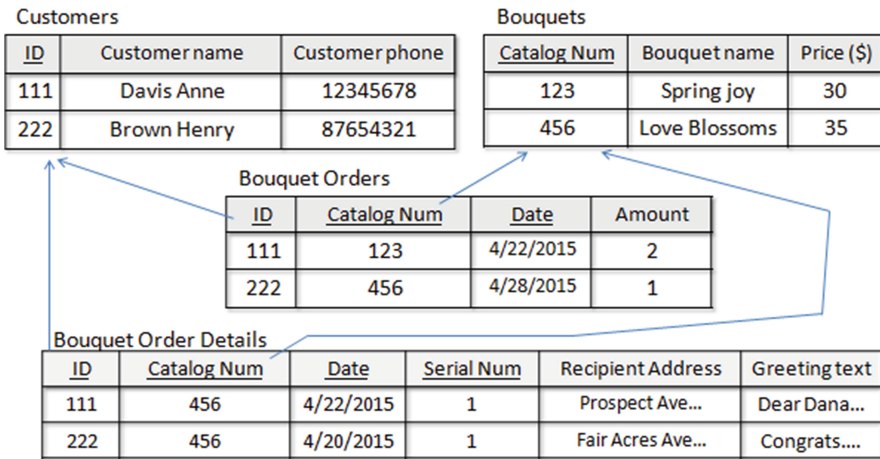 Customers
ID Customer name Customer phone
111 Davis Anne 12345678
222 Brown Henry 87654321
Bouquets
Catalog Num Bouquet name Price ($)
123 Spring joy 30
456 Love Blossoms 35
Bouquet Orders
ID Catalog Num Date Amount
111 123 4/22/2015 2
222 456 4/28/2015 1
Bouquet Order Details
ID Catalog Num Date Serial Num Recipient Address Greeting text
111 456 4/22/2015 1 Prospect Ave... Dear Dana...
222 456 4/20/2015 1 Fair Acres Ave... Congrats....